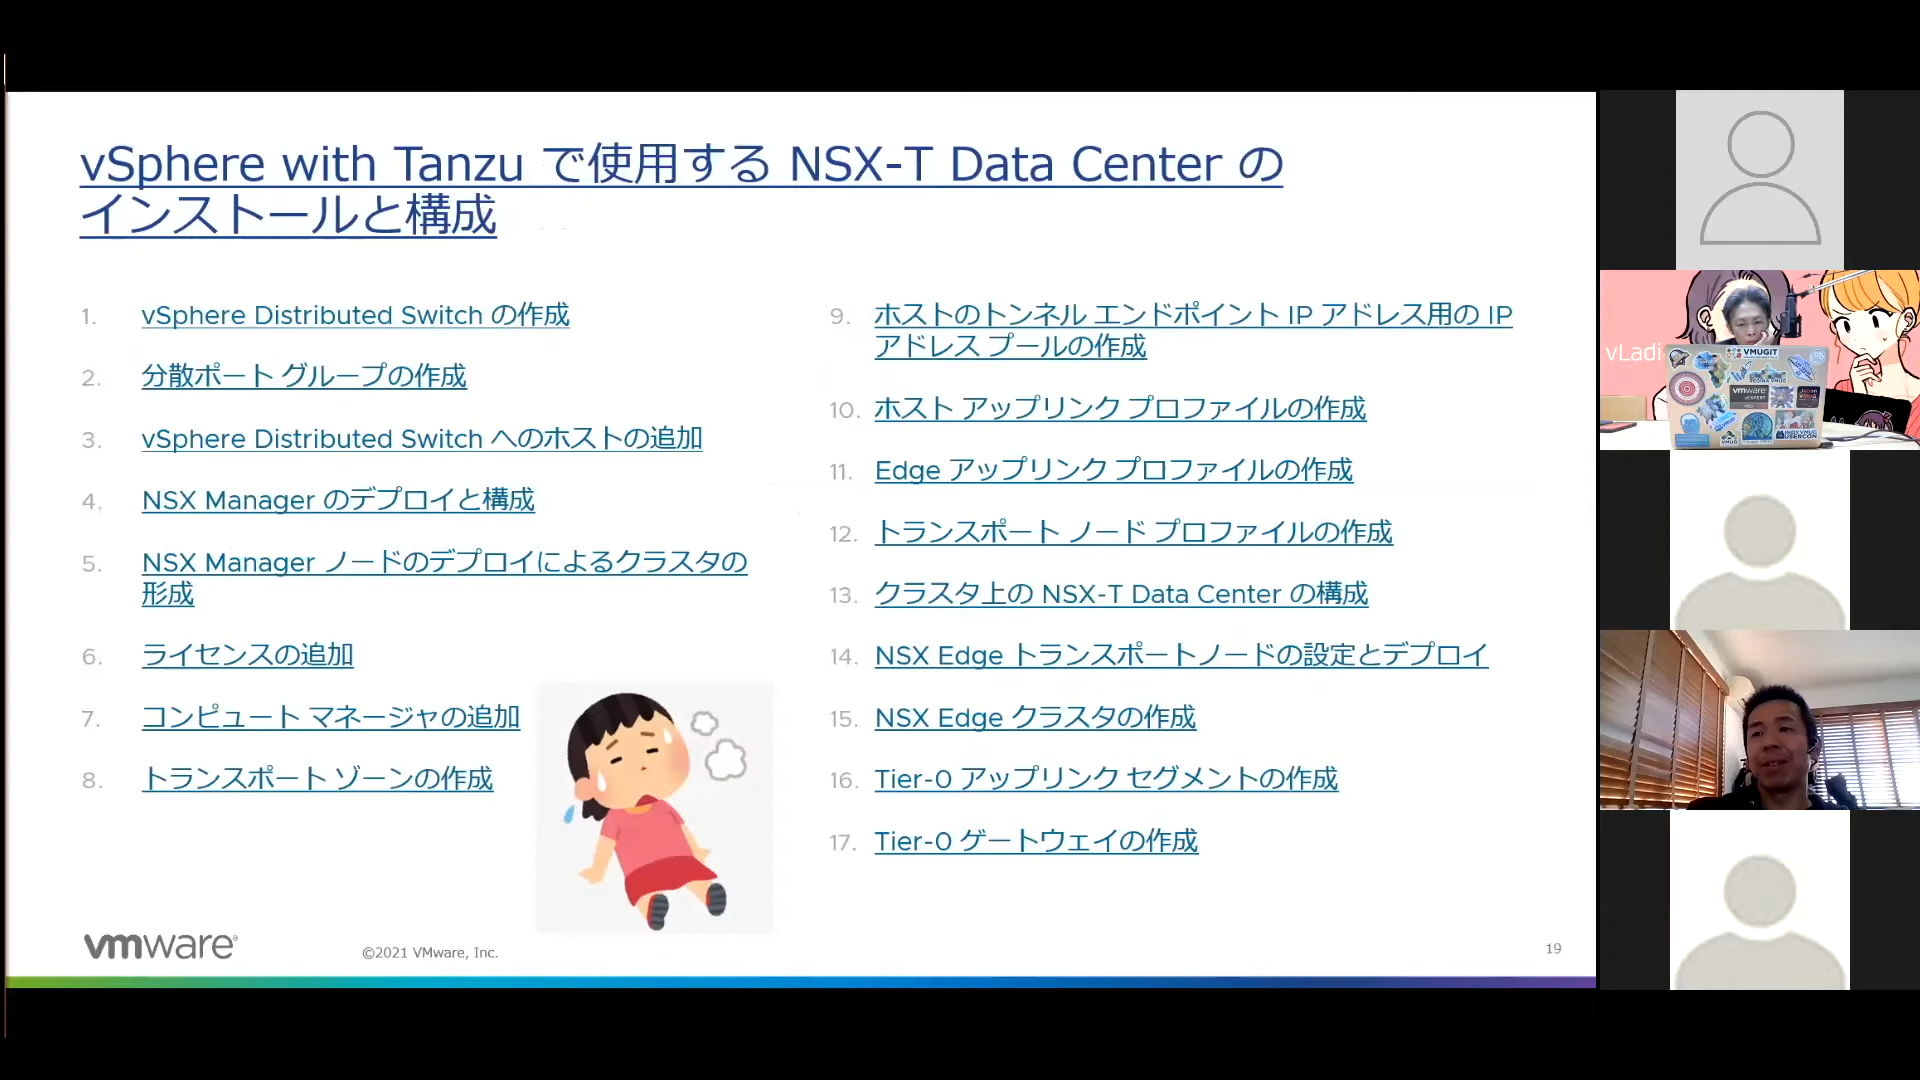 vSphere with Tanzu で使用する NSX-T Data Center の
インストールと構成
1. vSphere Distributed Switch の作成
2. 分散ポート グループの作成
3. vSphere Distributed Switch へのホストの追加
4. NSX Manager のデプロイと構成
5. NSX Manager ノードのデプロイによるクラスタの
形成
6. ライセンスの追加
7. コンピュート マネージャの追加
8. トランスポート ゾーンの作成
9. ホストのトンネル エンドポイント IP アドレス用の IP
アドレス プールの作成
10. ホスト アップリンク プロファイルの作成
11. Edge アップリンク プロファイルの作成
12. トランスポート ノード プロファイルの作成
13. クラスタ上の NSX-T Data Center の構成
14. NSX Edge トランスポートノードの設定とデプロイ
15. NSX Edge クラスタの作成
16. Tier-0 アップリンク セグメントの作成
17. Tier-0 ゲートウェイの作成
vmware®
©2021 VMware, Inc.
19
vLadi
VMUGIT
vmware
USERCON